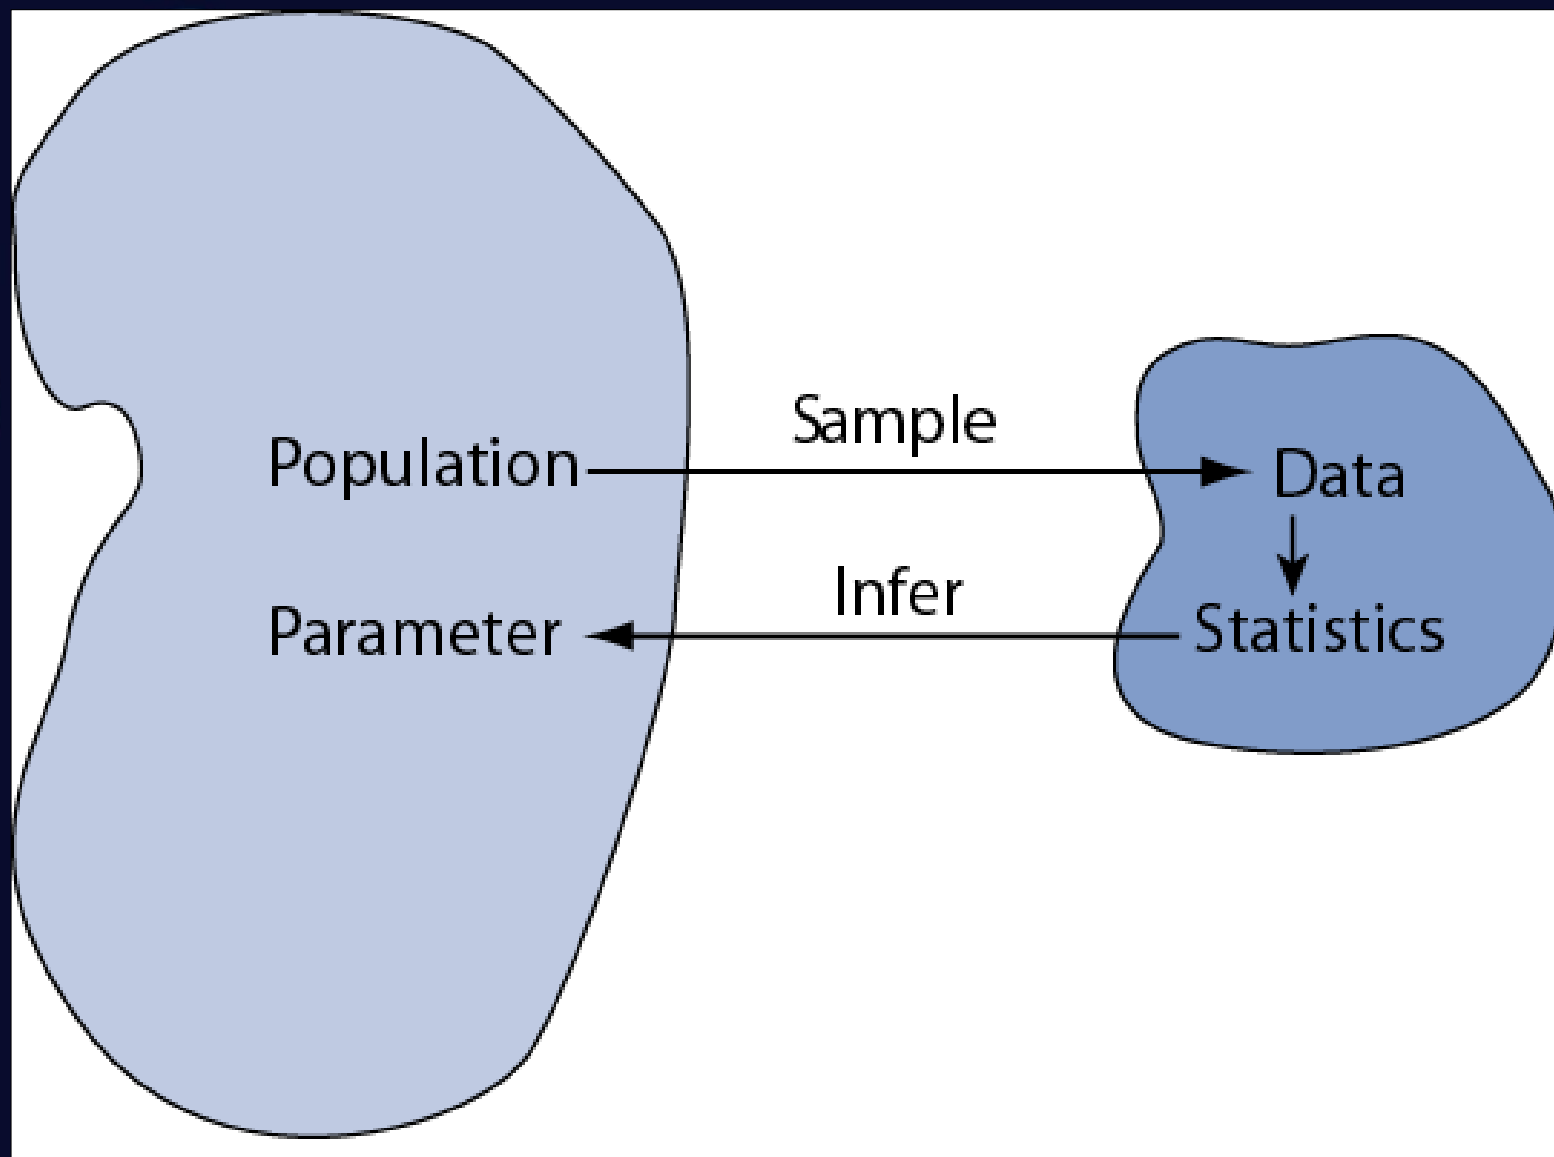 Sample
Population
Data
Infer
Parameter
Statistics